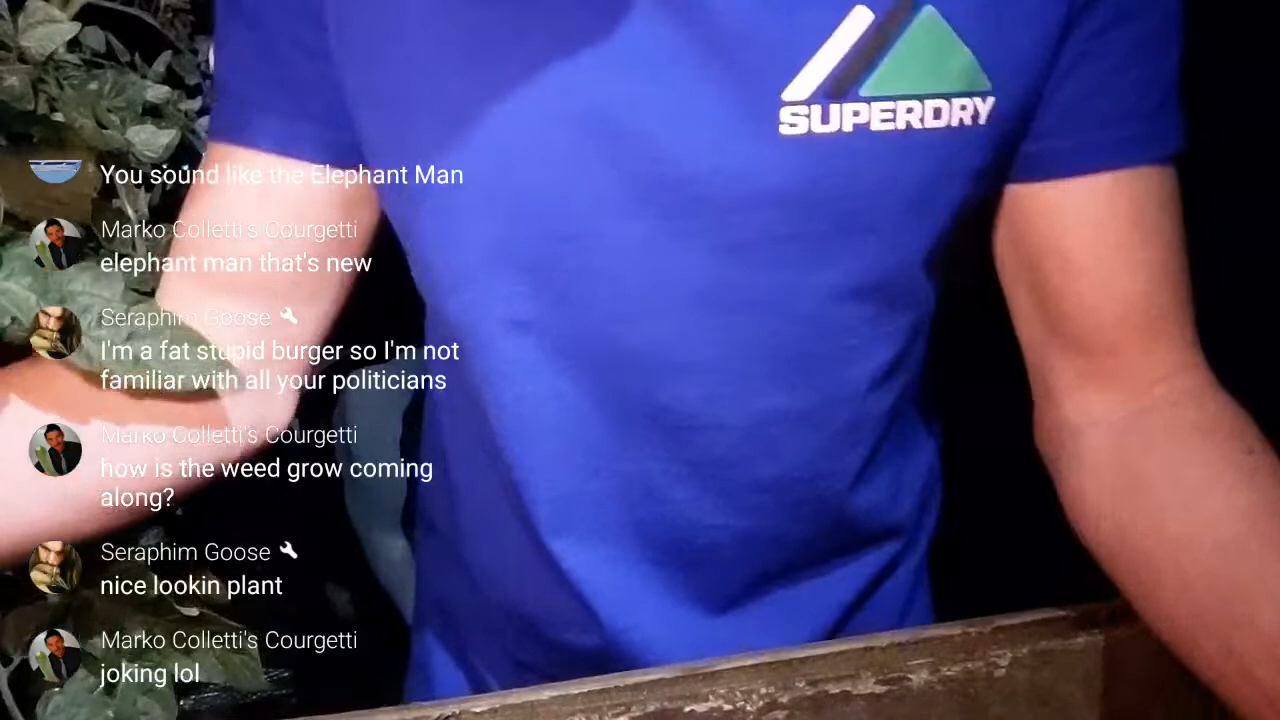 SUPERDRY
You sound like the Elephant Man
Marko Colletti's Courgetti
elephant man that's new
Seraphim Goose
I'm a fat stupid burger so I'm not
familiar with all your politicians
Marko Colletti's Courgetti
how is the weed grow coming
along?
Seraphim Goose
nice lookin plant
Marko Colletti's Courgetti
joking lol